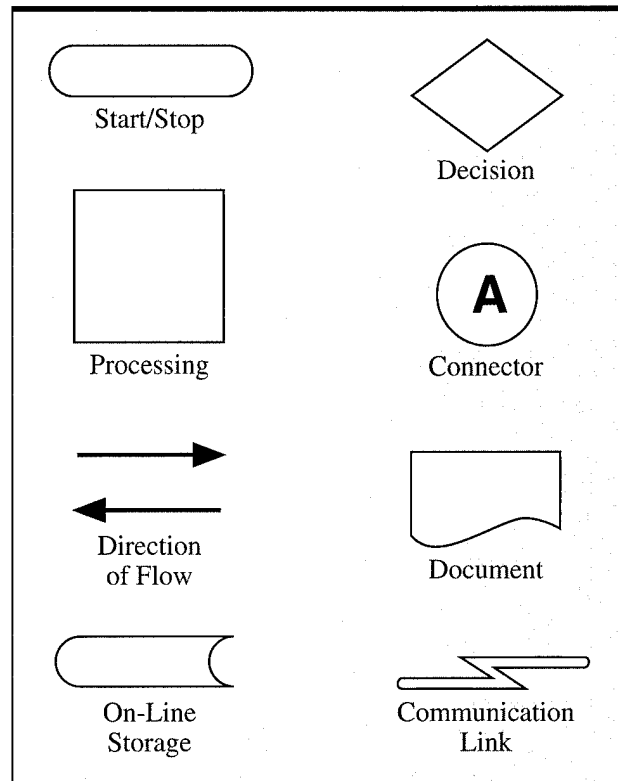 Start/Stop
Decision
Processing
A
Connector
Direction
of Flow
Document
On-Line
Storage
Communication
Link